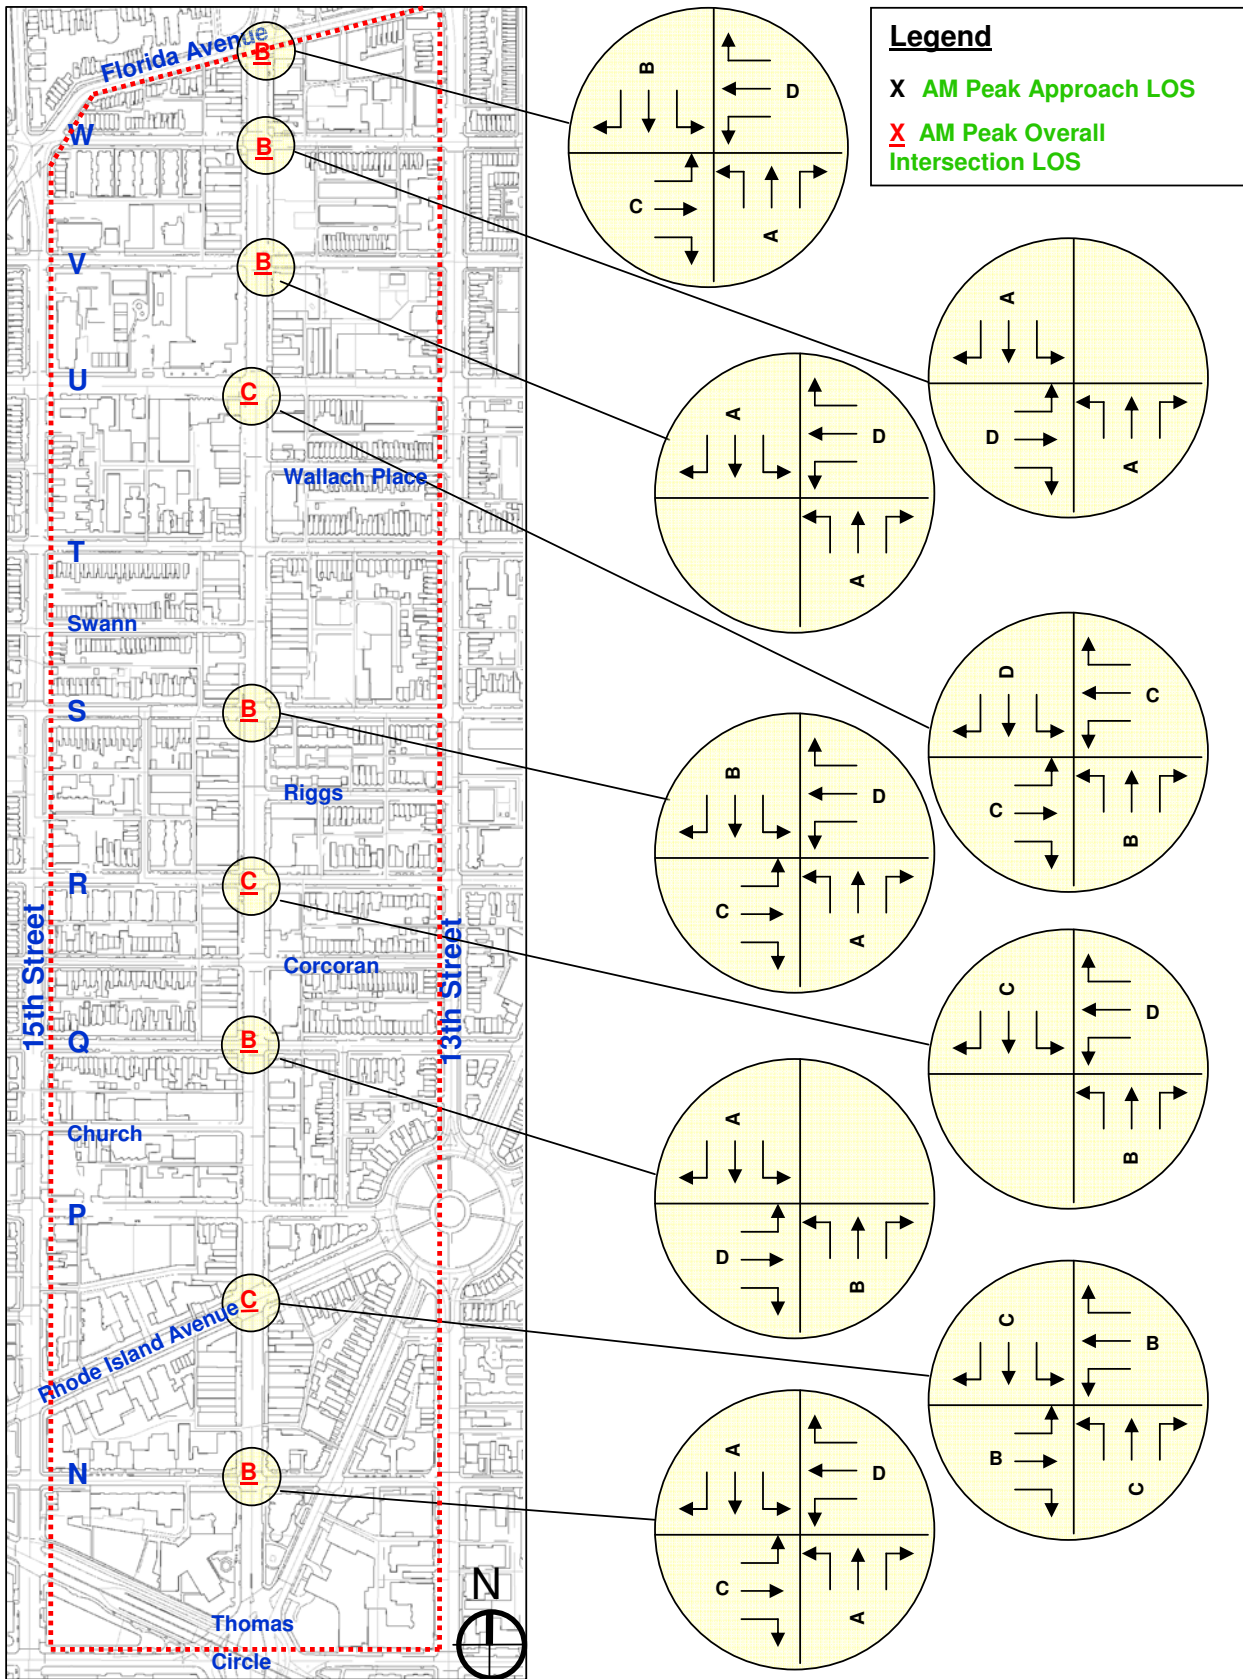 Florida Avenue
B
W
B
V
B
U
C
Wallach Place
T
Swann
S
B
Riggs
R
C
15th Street
13th Street
Corcoran
Q
B
Church
P
Rhode Island Avenue
C
N
B
Thomas
Circle
N
B
D
C
A
A
D
A
A
D
A
D
C
C
B
B
D
C
A
C
D
B
A
D
B
C
B
B
C
A
D
C
A
Legend
X AM Peak Approach LOS
X AM Peak Overall
Intersection LOS